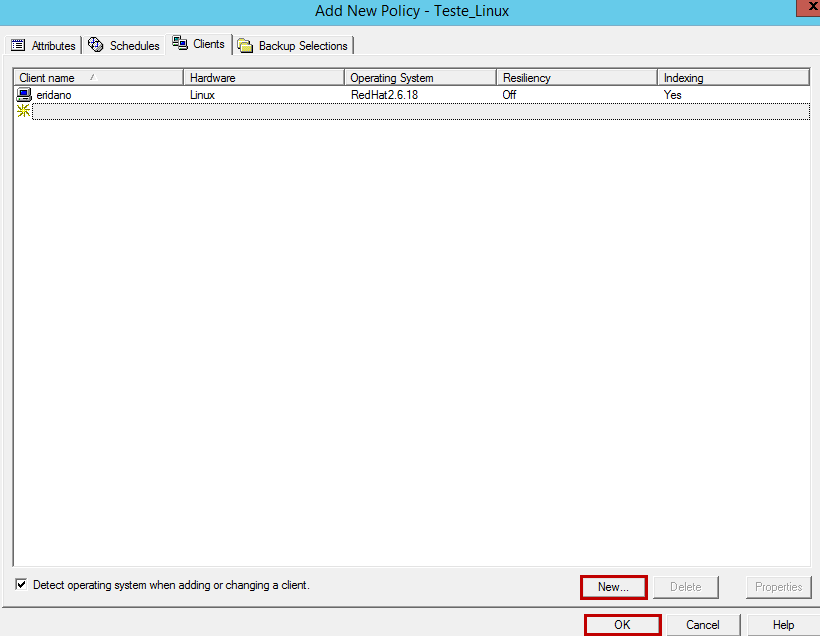 Add New Policy - Teste_Linux
x
Attributes Schedules Clients Backup Selections
Client name Hardware Operating System Resiliency Indexing
eridano Linux RedHat2.6.18 Off Yes
Detect operating system when adding or changing a client.
New... Delete Properties
OK Cancel Help